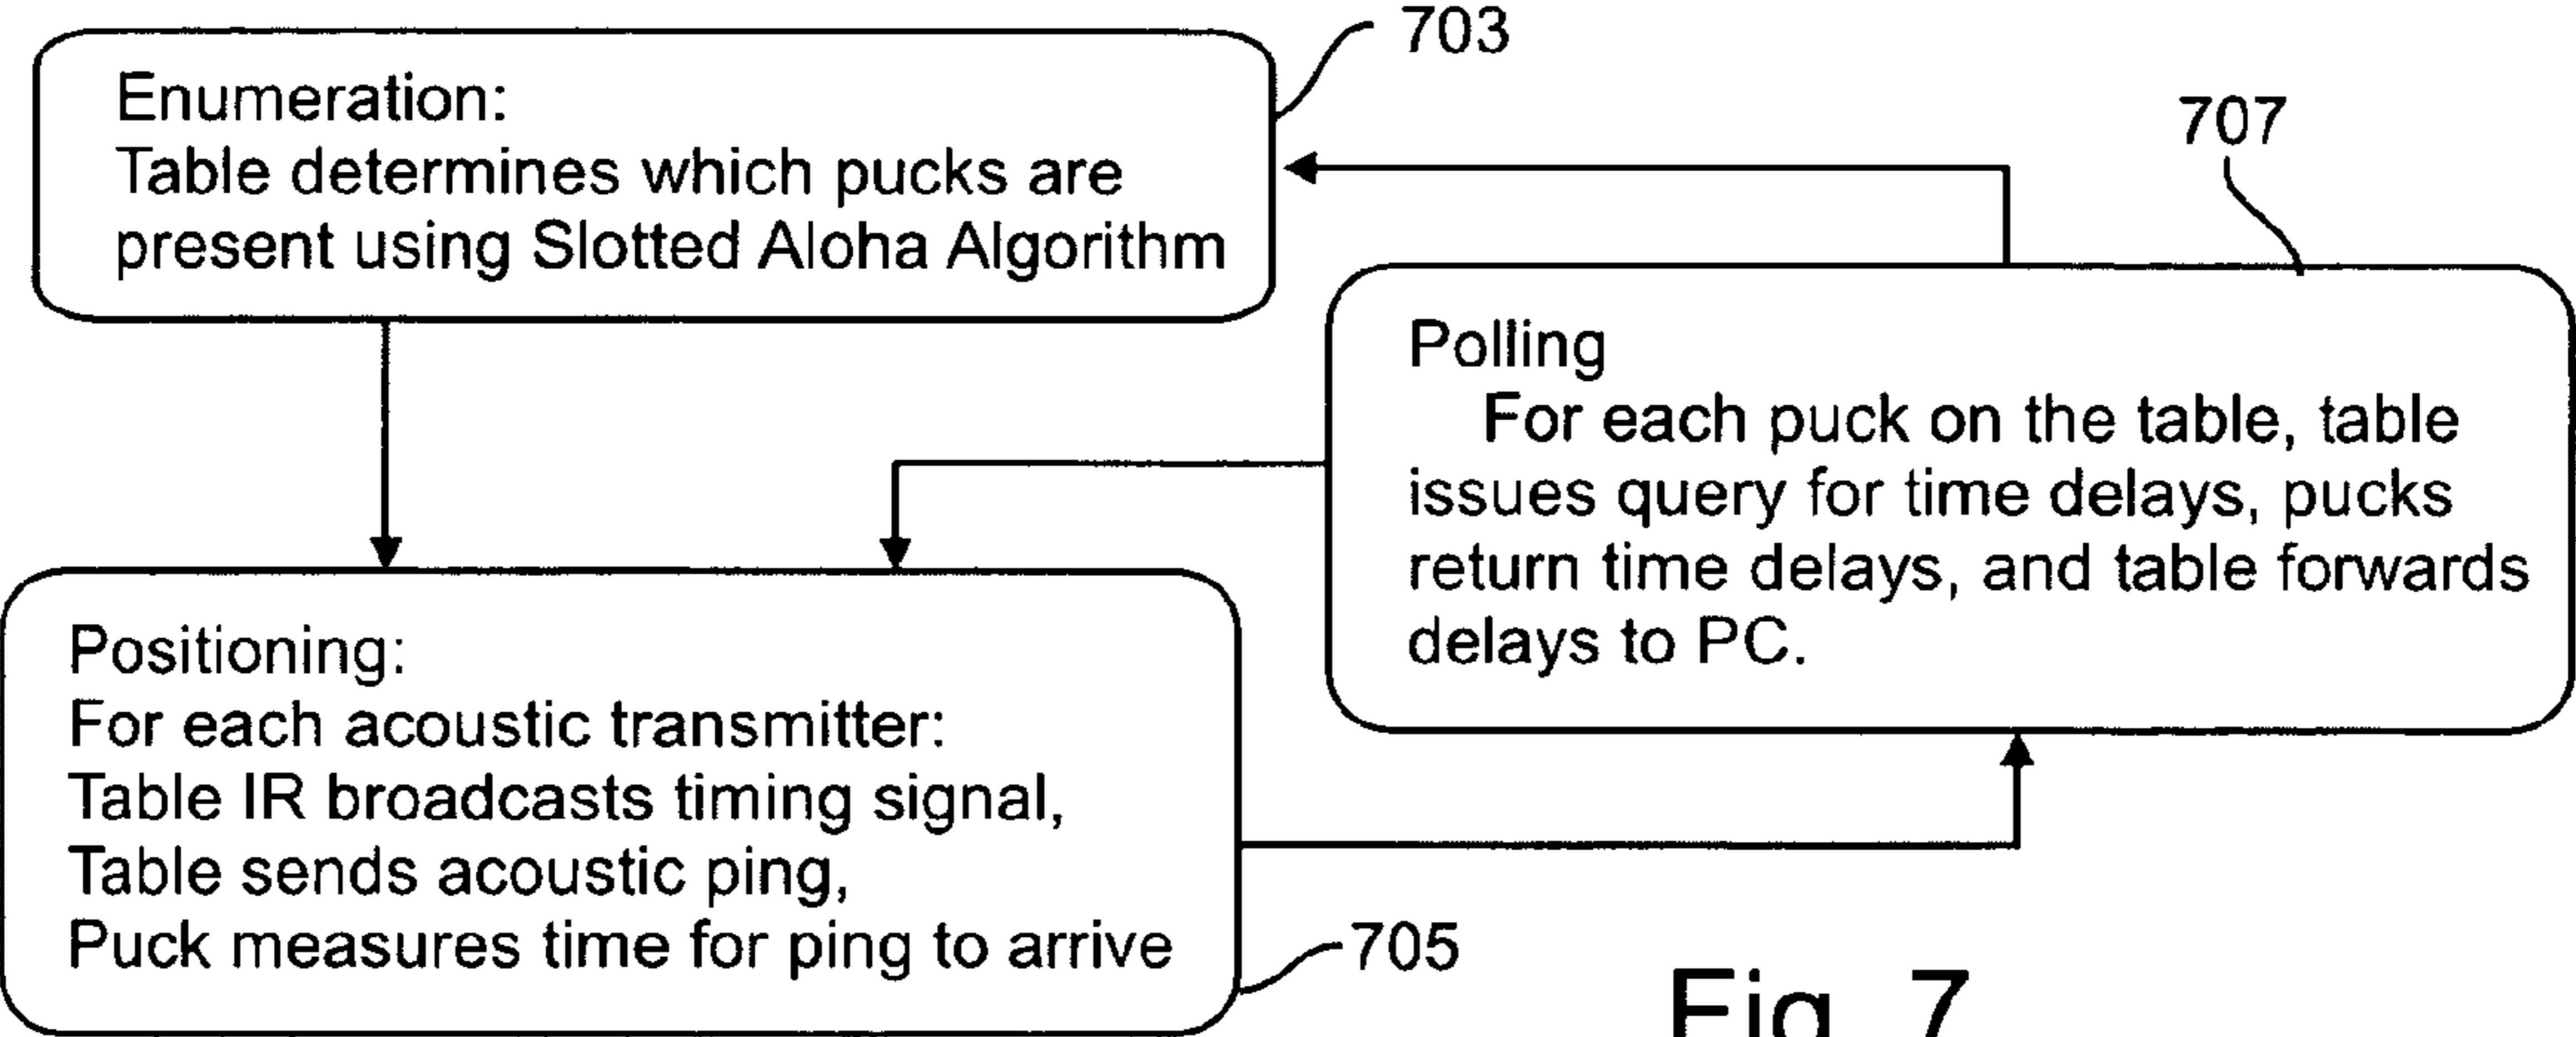 703
Enumeration:
Table determines which pucks are
present using Slotted Aloha Algorithm
707
Polling
For each puck on the table, table
issues query for time delays, pucks
return time delays, and table forwards
delays to PC.
Positioning:
For each acoustic transmitter:
Table IR broadcasts timing signal,
Table sends acoustic ping,
Puck measures time for ping to arrive
705
Fig. 7